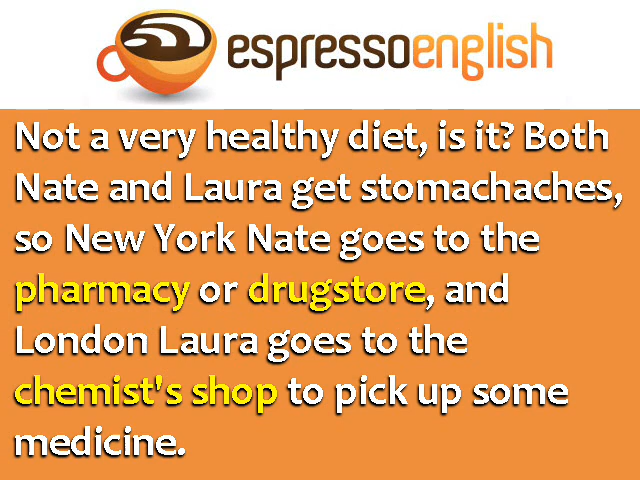 espressoenglish
Not a very healthy diet, is it? Both
Nate and Laura get stomachaches,
so New York Nate goes to the
pharmacy or drugstore, and
London Laura goes to the
chemist's shop to pick up some
medicine.